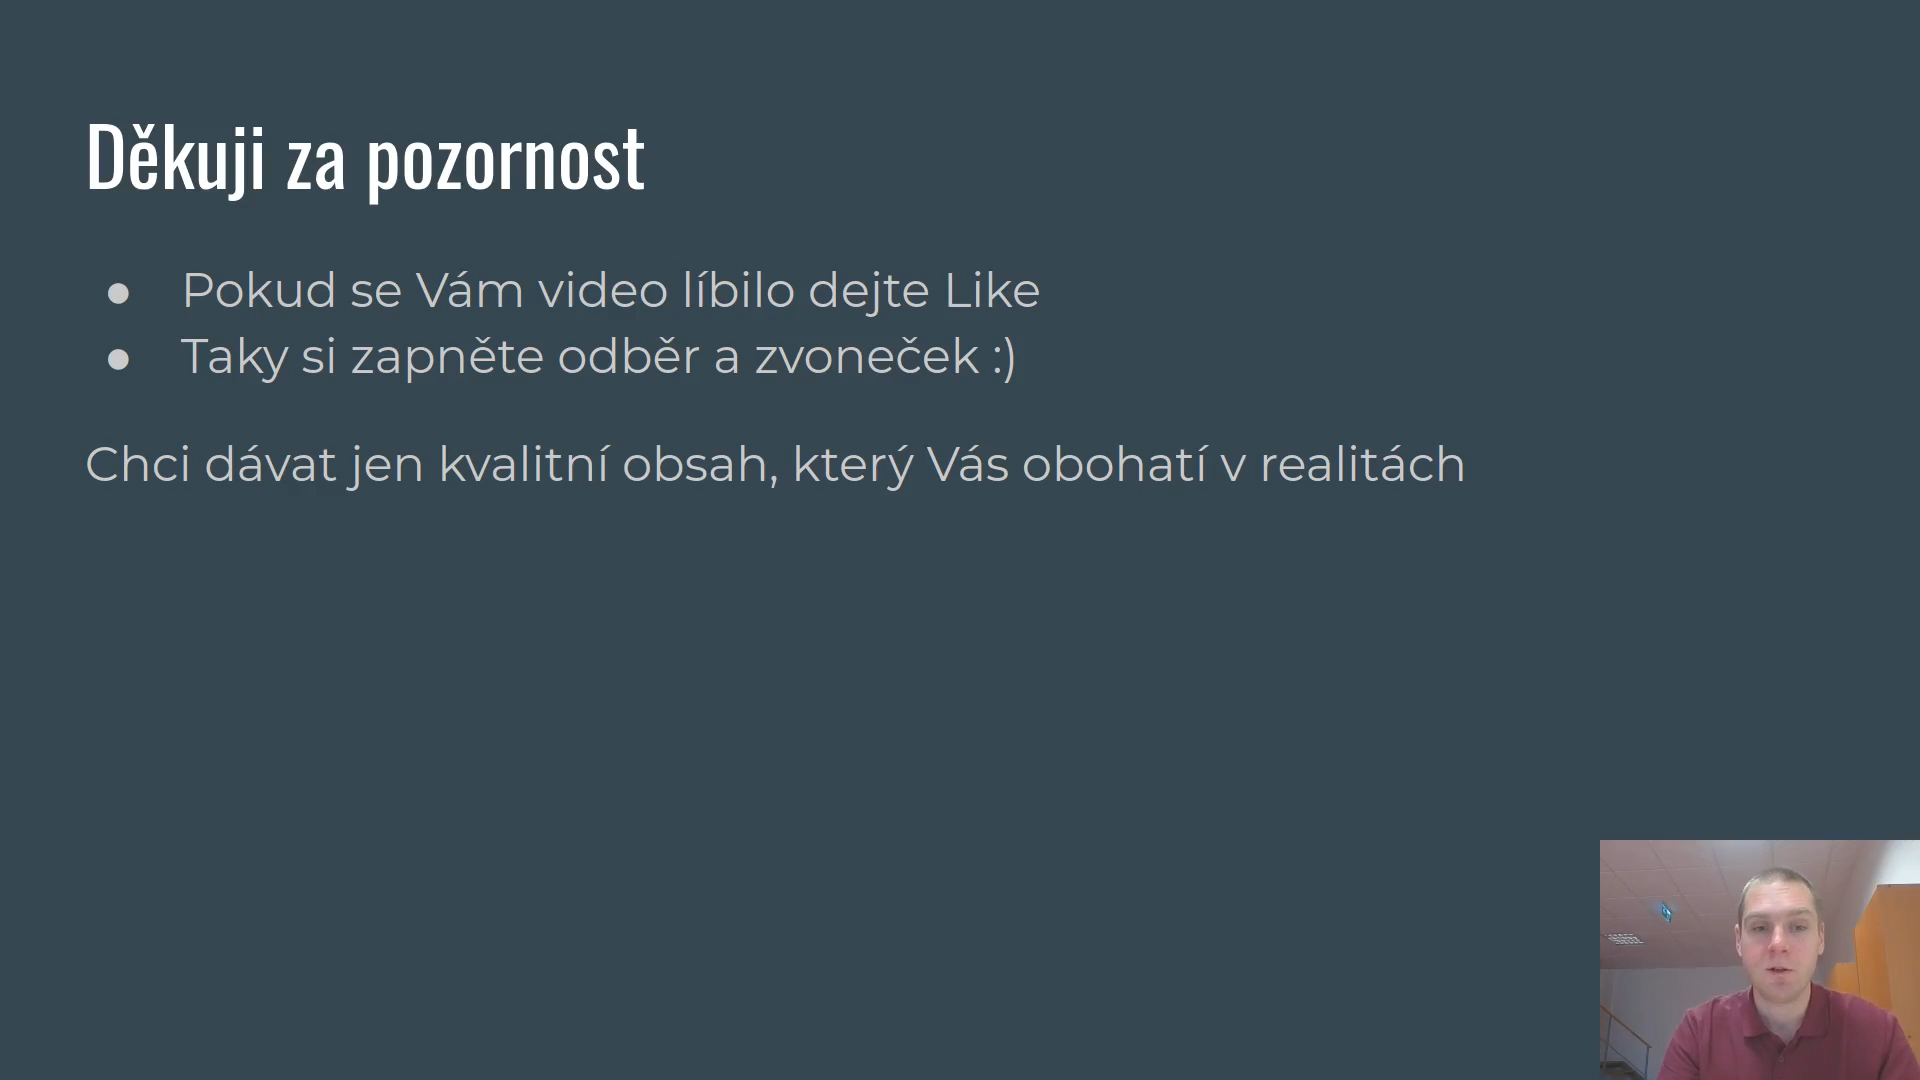 Děkuji za pozornost
● Pokud se Vám video líbilo dejte Like
● Taky si zapněte odběr a zvoneček :)
Chci dávat jen kvalitní obsah, který Vás obohatí v realitách